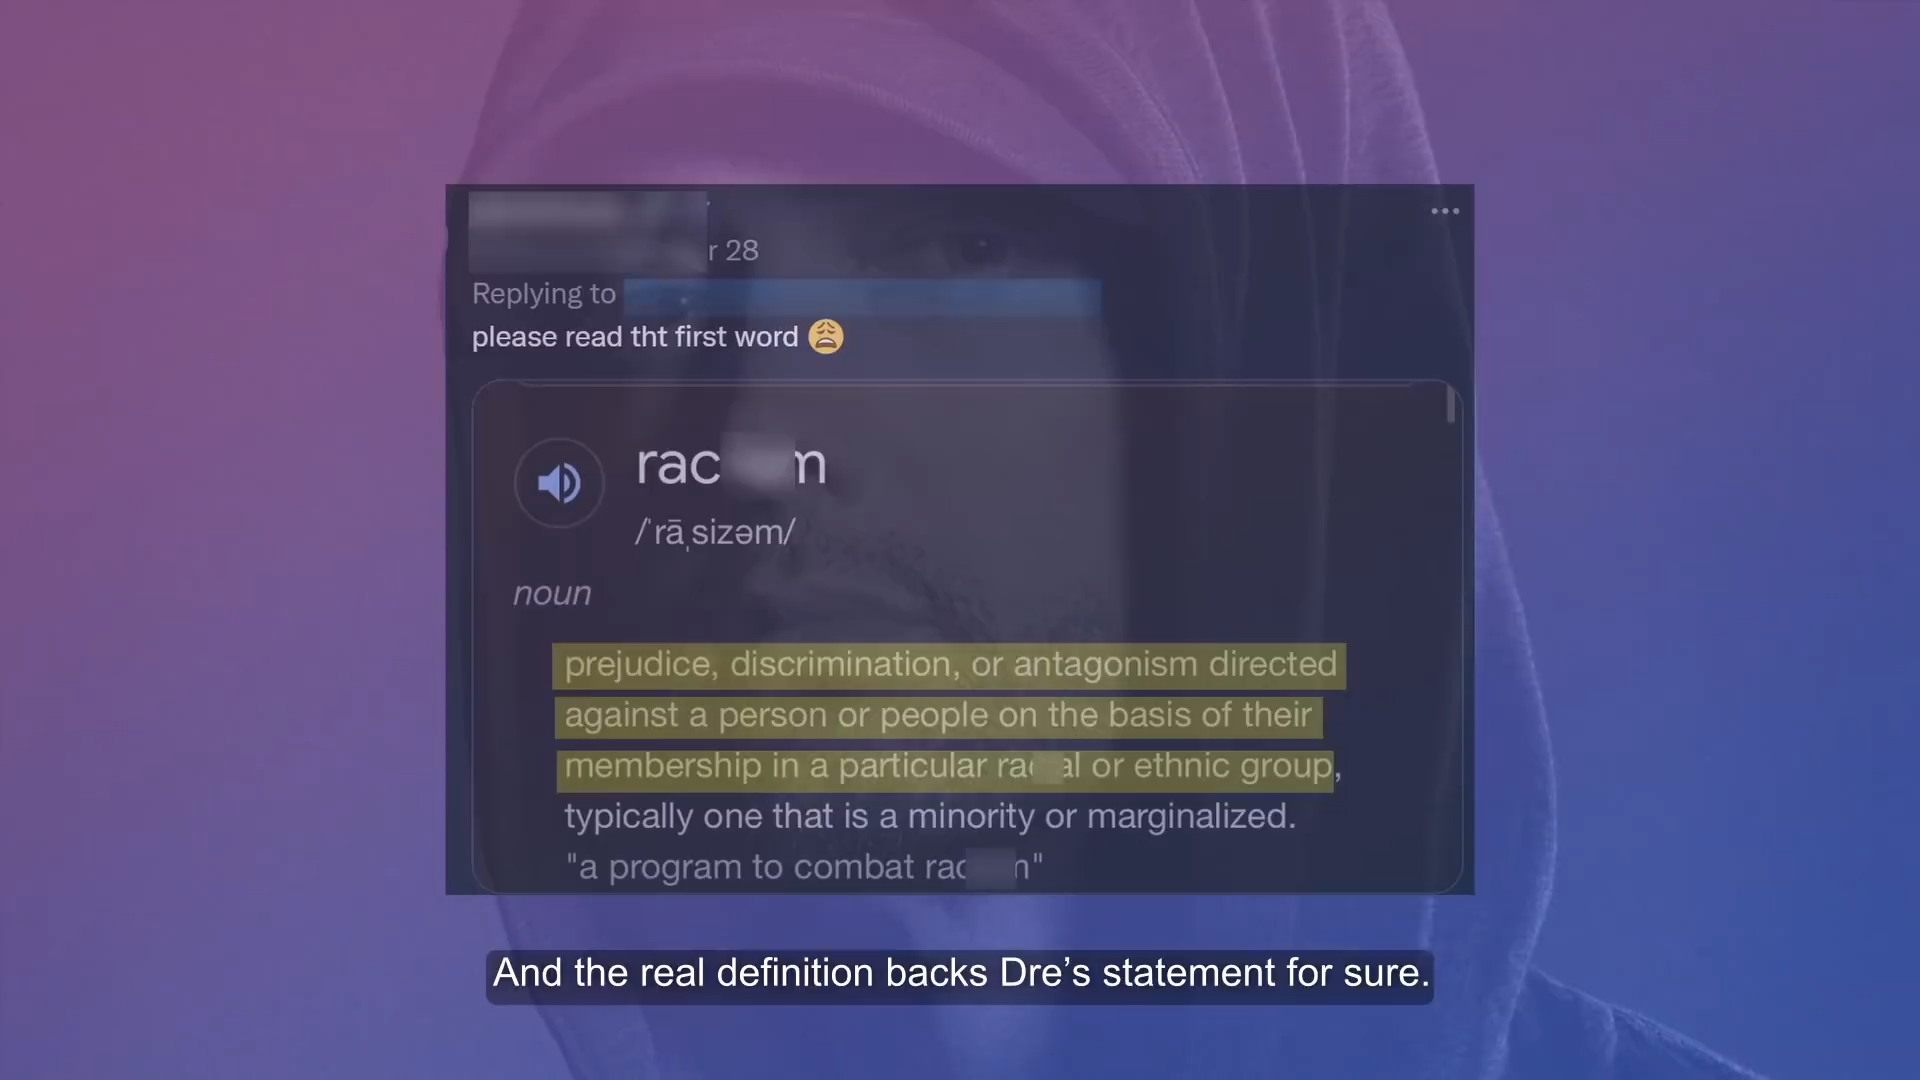 r 28
Replying to
please read tht first word 😩
rac m
/ˈrāˌsizəm/
noun
prejudice, discrimination, or antagonism directed
against a person or people on the basis of their
membership in a particular ra al or ethnic group,
typically one that is a minority or marginalized.
"a program to combat rac m"
And the real definition backs Dre’s statement for sure.